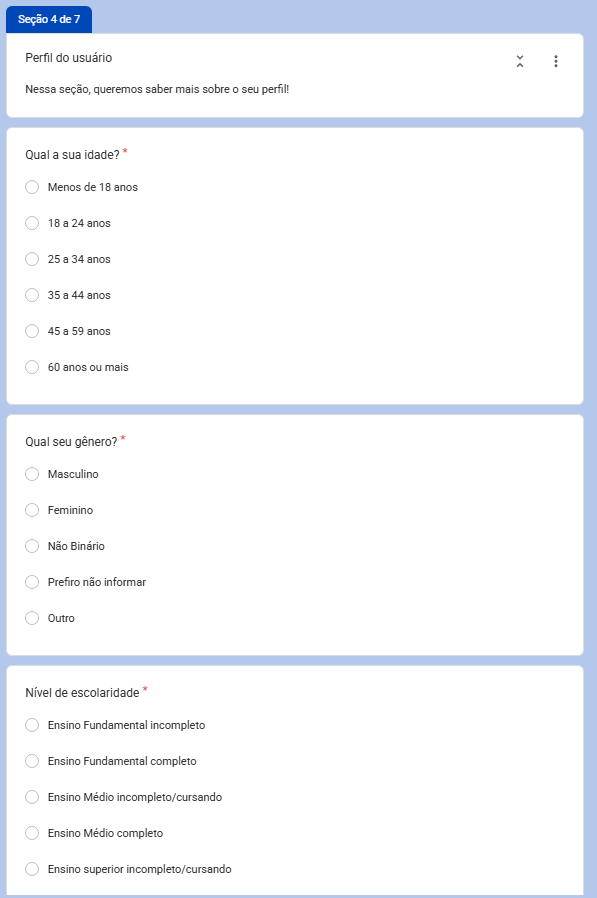 Seção 4 de 7
Perfil do usuário
Nessa seção, queremos saber mais sobre o seu perfil!
Qual a sua idade? *
Menos de 18 anos
18 a 24 anos
25 a 34 anos
35 a 44 anos
45 a 59 anos
60 anos ou mais
Qual seu gênero? *
Masculino
Feminino
Não Binário
Prefiro não informar
Outro
Nível de escolaridade *
Ensino Fundamental incompleto
Ensino Fundamental completo
Ensino Médio incompleto/cursando
Ensino Médio completo
Ensino superior incompleto/cursando